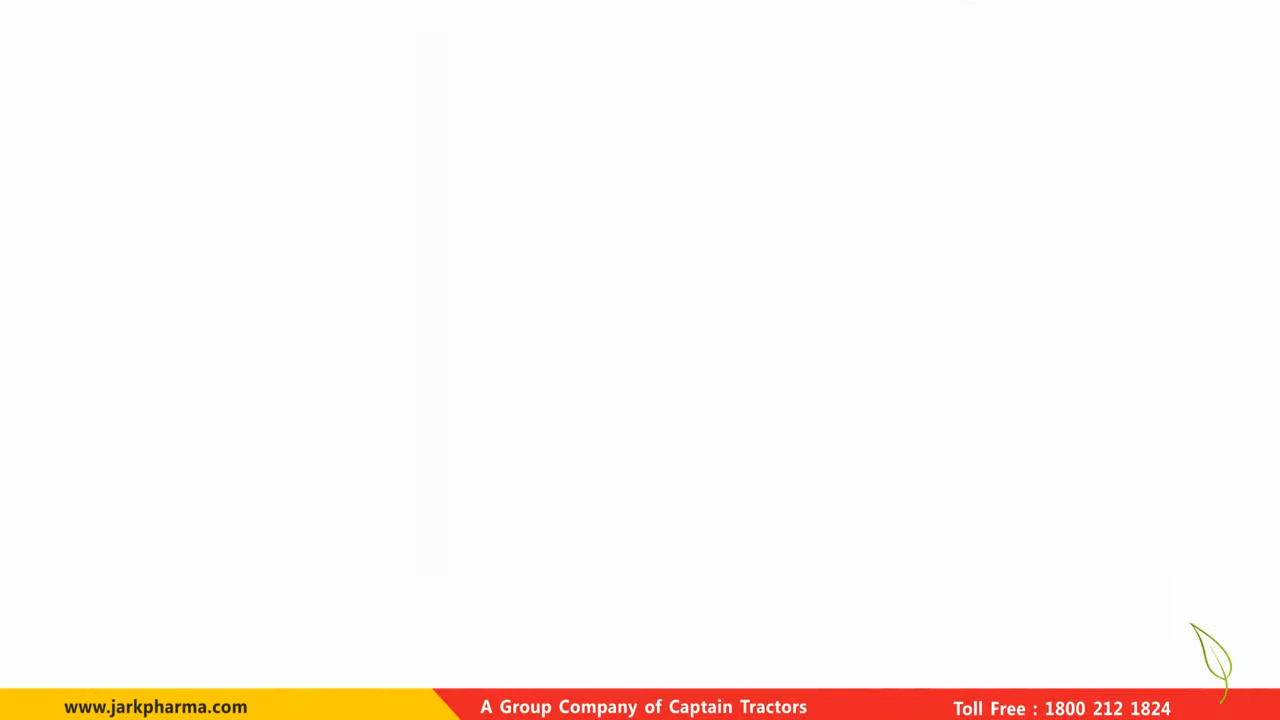 www.jarkpharma.com
A Group Company of Captain Tractors
Toll Free : 1800 212 1824